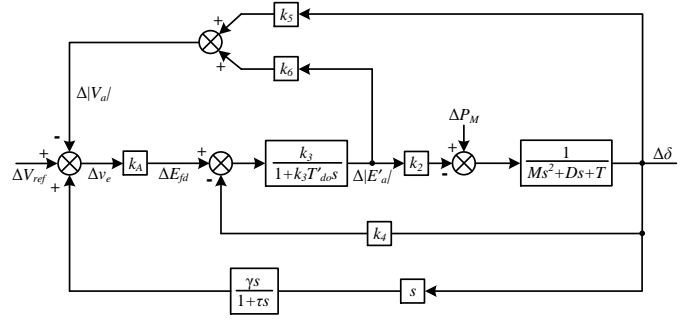 k5
+
k6
+
Δ|Va|
ΔPM
-
+
ΔVref
Δve
+
kA
ΔEfd
+
-
k3
1+k3T'dos
Δ|E'a|
k2
-
1
Ms²+Ds+T
Δδ
k4
γs
1+τs
s